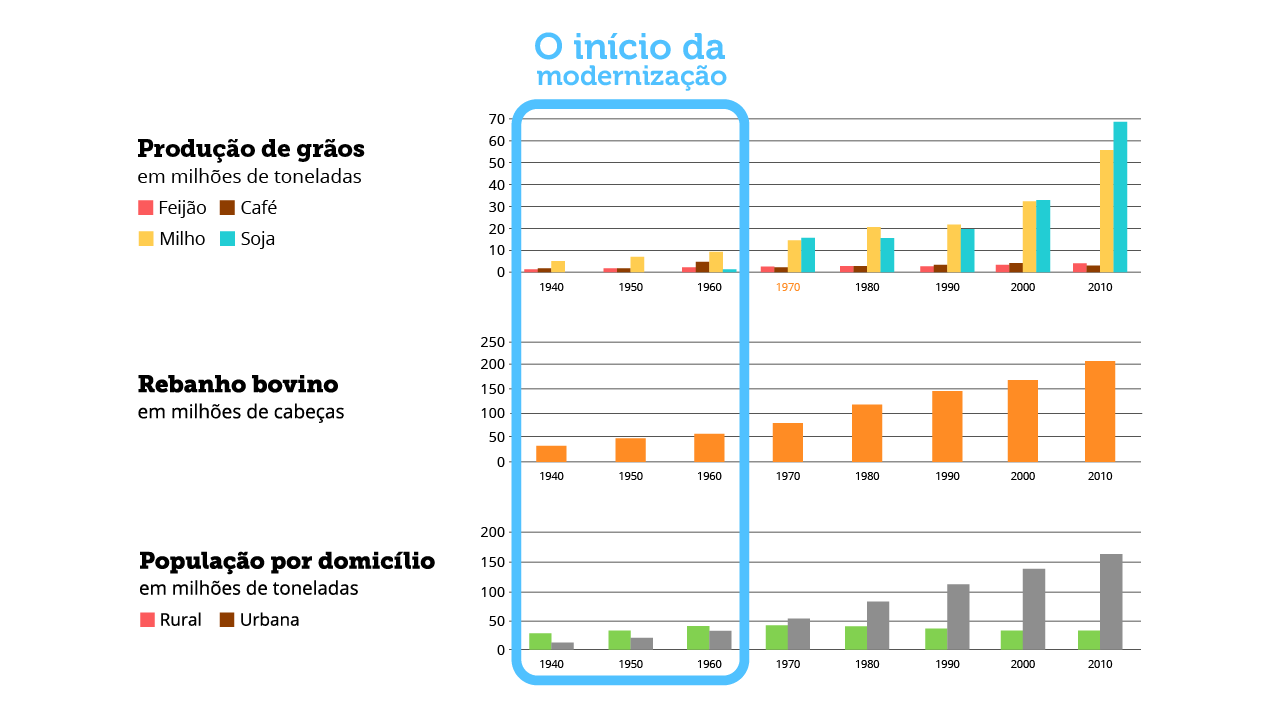 O início da
modernização
Produção de grãos
em milhões de toneladas
Feijão Café
Milho Soja
70
60
50
40
30
20
10
0
1940 1950 1960 1970 1980 1990 2000 2010
Rebanho bovino
em milhões de cabeças
250
200
150
100
50
0
1940 1950 1960 1970 1980 1990 2000 2010
População por domicílio
em milhões de toneladas
Rural Urbana
200
150
100
50
0
1940 1950 1960 1970 1980 1990 2000 2010